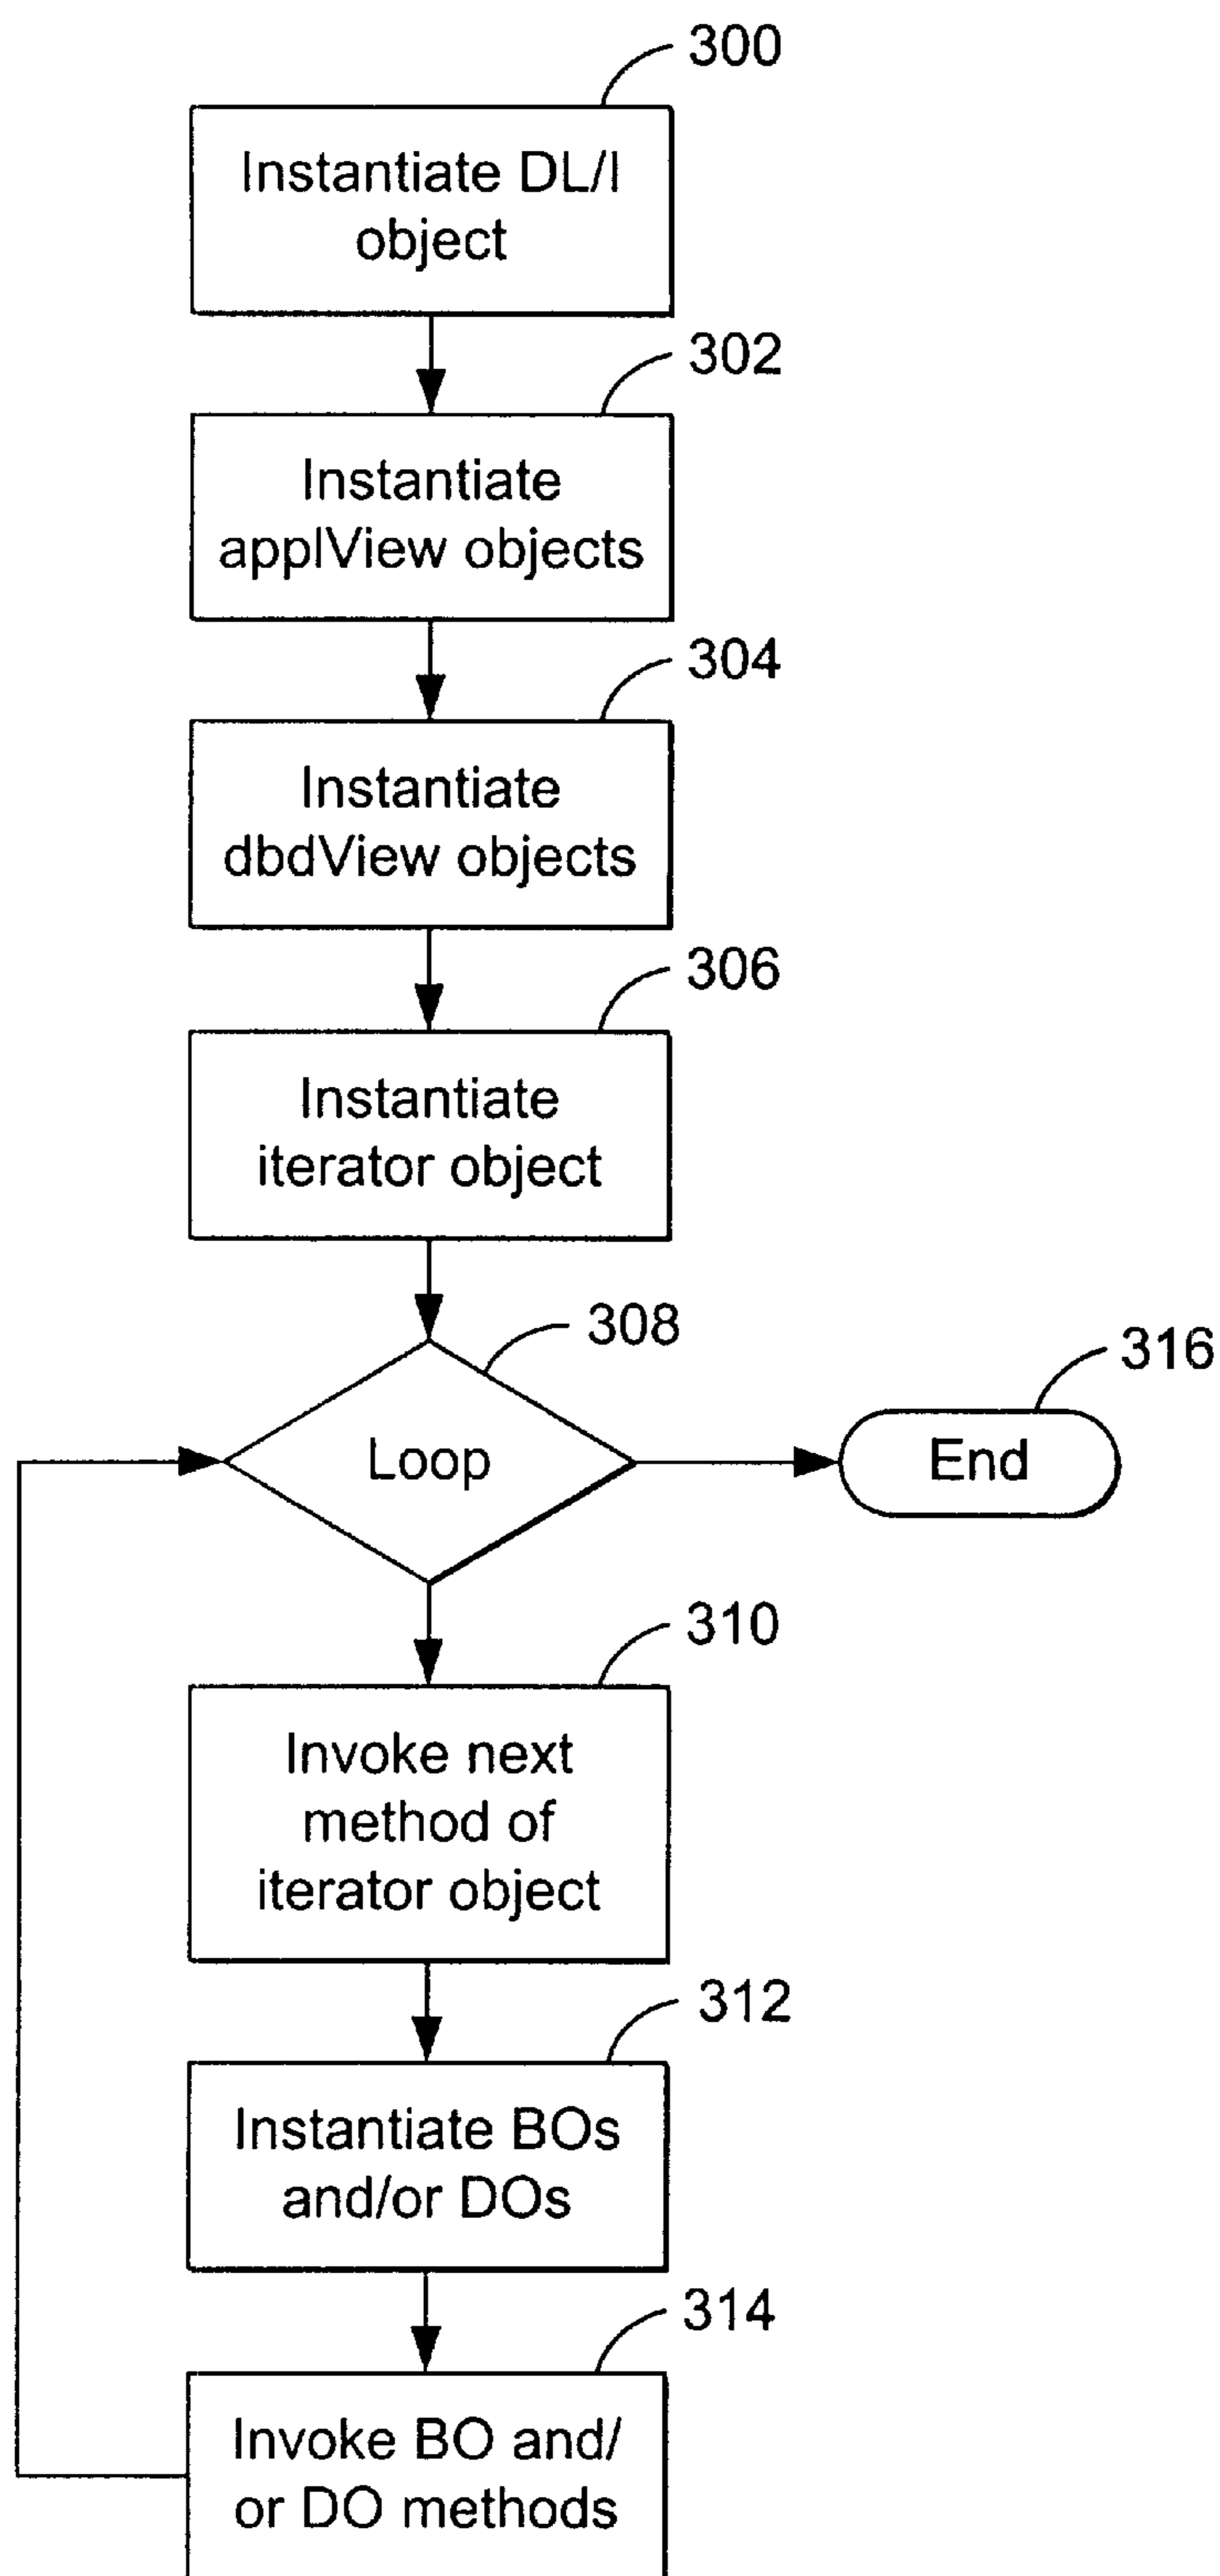 300
Instantiate DL/I
object
302
Instantiate
applView objects
304
Instantiate
dbdView objects
306
Instantiate
iterator object
308
Loop
316
End
310
Invoke next
method of
iterator object
312
Instantiate BOs
and/or DOs
314
Invoke BO and/
or DO methods